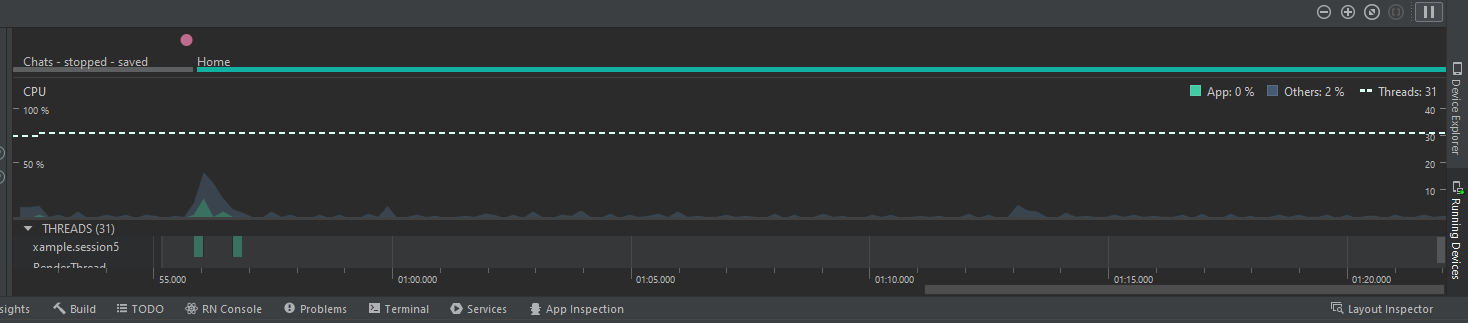 Chats - stopped - saved
Home
CPU
App: 0 %
Others: 2 %
Threads: 31
100 %
40
30
50 %
20
10
THREADS (31)
xample.session5
RenderThread
55.000
01:00.000
01:05.000
01:10.000
01:15.000
01:20.000
Device Explorer
Running Devices
sights
Build
TODO
RN Console
Problems
Terminal
Services
App Inspection
Layout Inspector